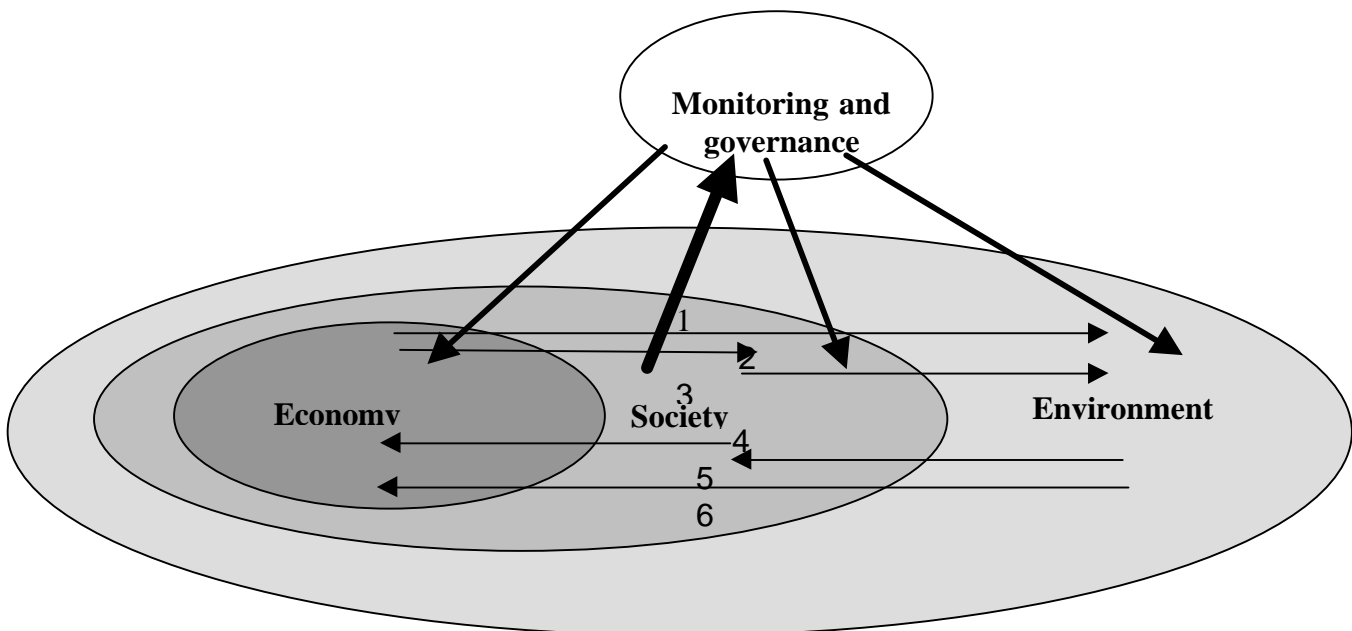 Monitoring and
governance
1
2
3
Economy
Society
Environment
4
5
6